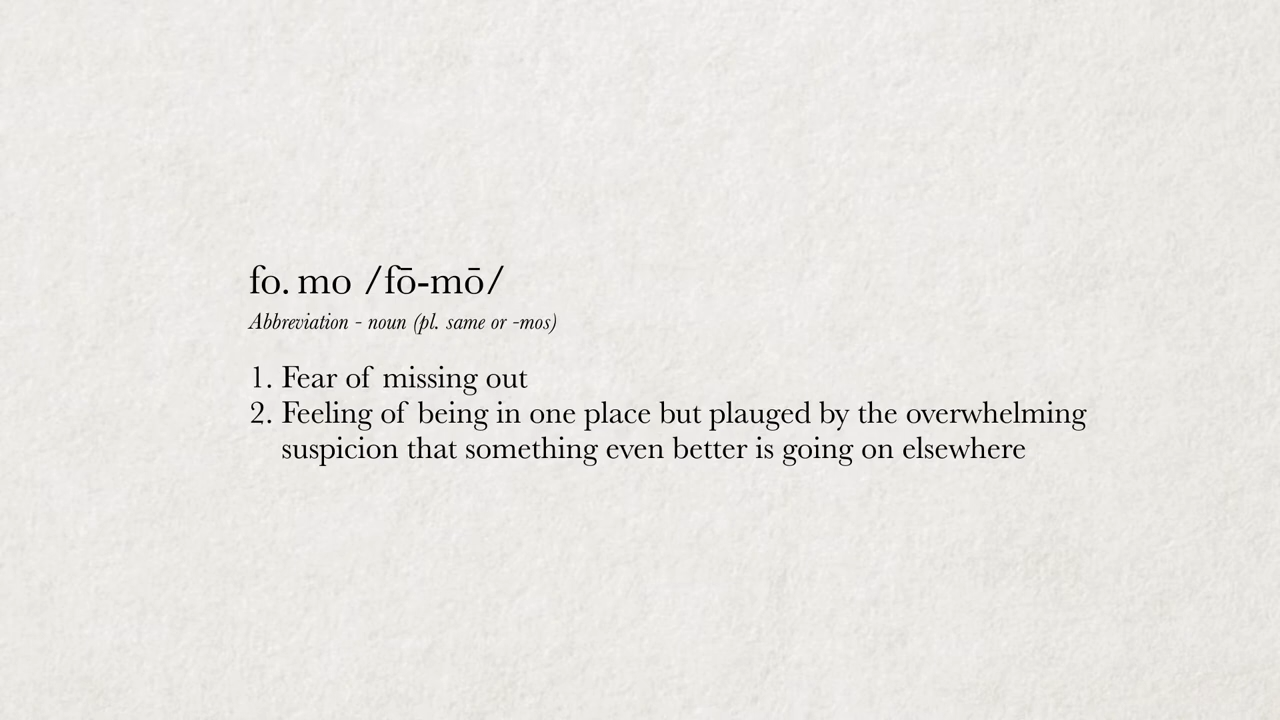 fo. mo /fō-mō/
Abbreviation - noun (pl. same or -mos)
1. Fear of missing out
2. Feeling of being in one place but plauged by the overwhelming
suspicion that something even better is going on elsewhere